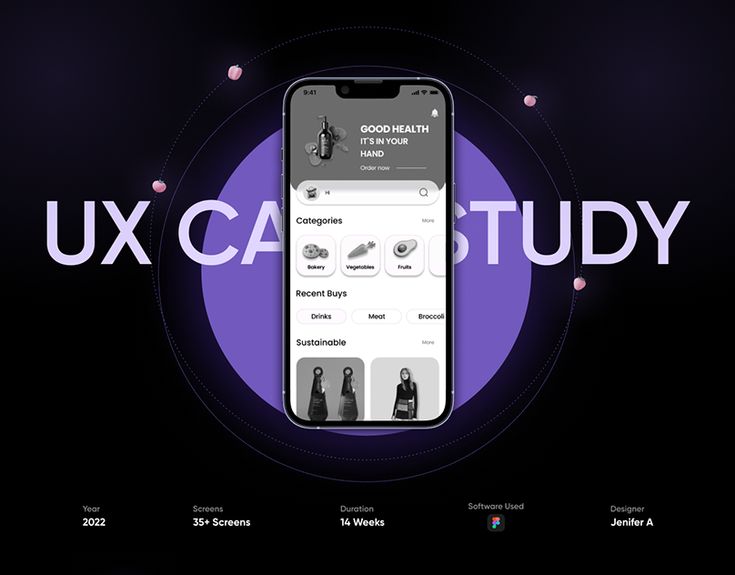 UX CA STUDY
9:41
GOOD HEALTH
IT'S IN YOUR
HAND
Order now
Hi
Categories
More
Bakery
Vegetables
Fruits
Recent Buys
Drinks
Meat
Broccoli
Sustainable
More
Year
2022
Screens
35+ Screens
Duration
14 Weeks
Software Used
Designer
Jenifer A